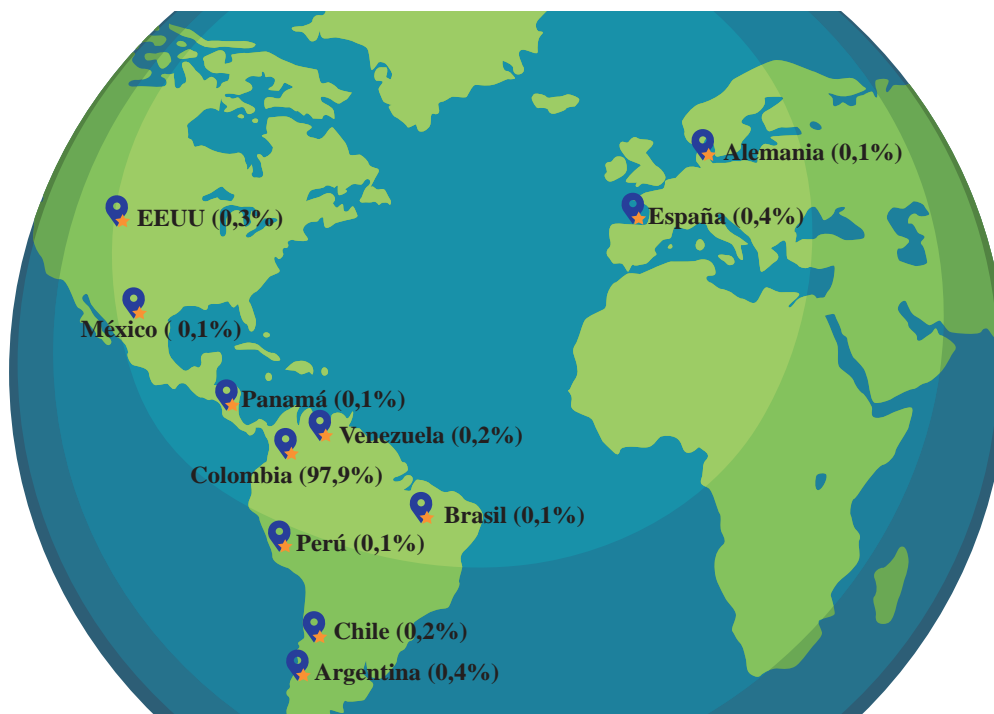 Alemania (0,1%)
EEUU (0,3%)
España (0,4%)
México ( 0,1%)
Panamá (0,1%)
Venezuela (0,2%)
Colombia (97,9%)
Brasil (0,1%)
Perú (0,1%)
Chile (0,2%)
Argentina (0,4%)